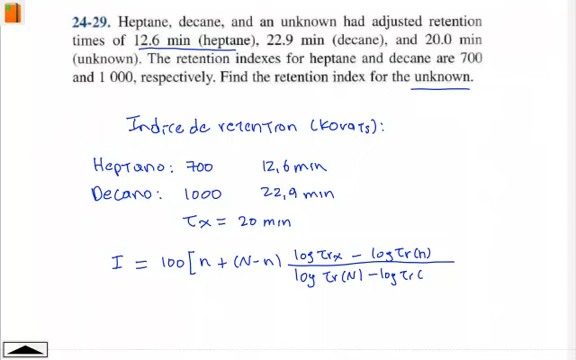 24-29. Heptane, decane, and an unknown had adjusted retention
times of 12.6 min (heptane), 22.9 min (decane), and 20.0 min
(unknown). The retention indexes for heptane and decane are 700
and 1 000, respectively. Find the retention index for the unknown.
Indice de retention (Kovats):
Heptano: 700 12,6 min
Decano: 1000 22,9 min
τx = 20 min
I = 100 [ n + (N-n) (log τrx - log τr(n)) / (log τr(N) - log τr(